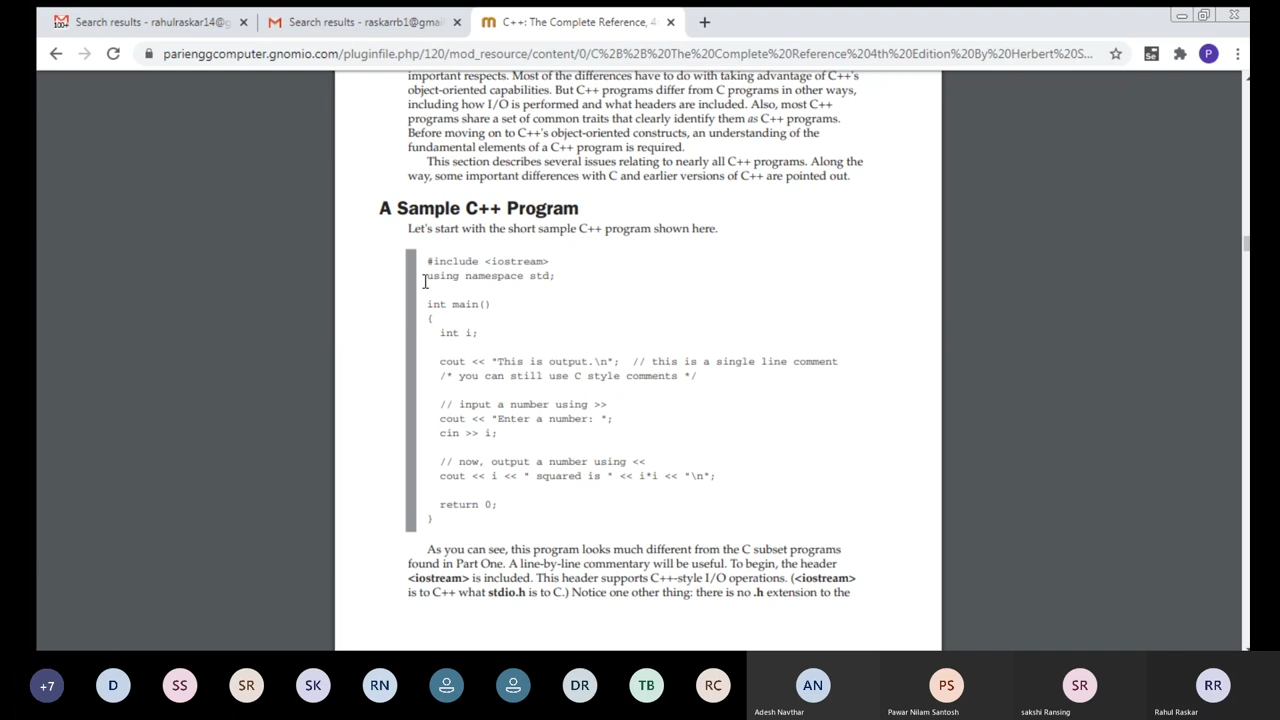 Search results - rahulraskar14@g
Search results - raskarrb1@gmail
C++: The Complete Reference, 4
100+
parienggcomputer.gnomio.com/pluginfile.php/120/mod_resource/content/0/C%2B%2B%20The%20Complete%20Reference%204th%20Edition%20By%20Herbert%20S...
Se
P
important respects. Most of the differences have to do with taking advantage of C++'s
object-oriented capabilities. But C++ programs differ from C programs in other ways,
including how I/O is performed and what headers are included. Also, most C++
programs share a set of common traits that clearly identify them as C++ programs.
Before moving on to C++'s object-oriented constructs, an understanding of the
fundamental elements of a C++ program is required.
This section describes several issues relating to nearly all C++ programs. Along the
way, some important differences with C and earlier versions of C++ are pointed out.
A Sample C++ Program
Let's start with the short sample C++ program shown here.
#include <iostream>
using namespace std;
int main()
{
int i;
cout << "This is output.\n"; // this is a single line comment
/* you can still use C style comments */
// input a number using >>
cout << "Enter a number: ";
cin >> i;
// now, output a number using <<
cout << i << " squared is " << i*i << "\n";
return 0;
}
As you can see, this program looks much different from the C subset programs
found in Part One. A line-by-line commentary will be useful. To begin, the header
<iostream> is included. This header supports C++-style I/O operations. (<iostream>
is to C++ what stdio.h is to C.) Notice one other thing: there is no .h extension to the
+7
D
SS
SR
SK
RN
DR
TB
RC
AN
PS
SR
RR
Adesh Navthar
Pawar Nilam Santosh
sakshi Ransing
Rahul Raskar